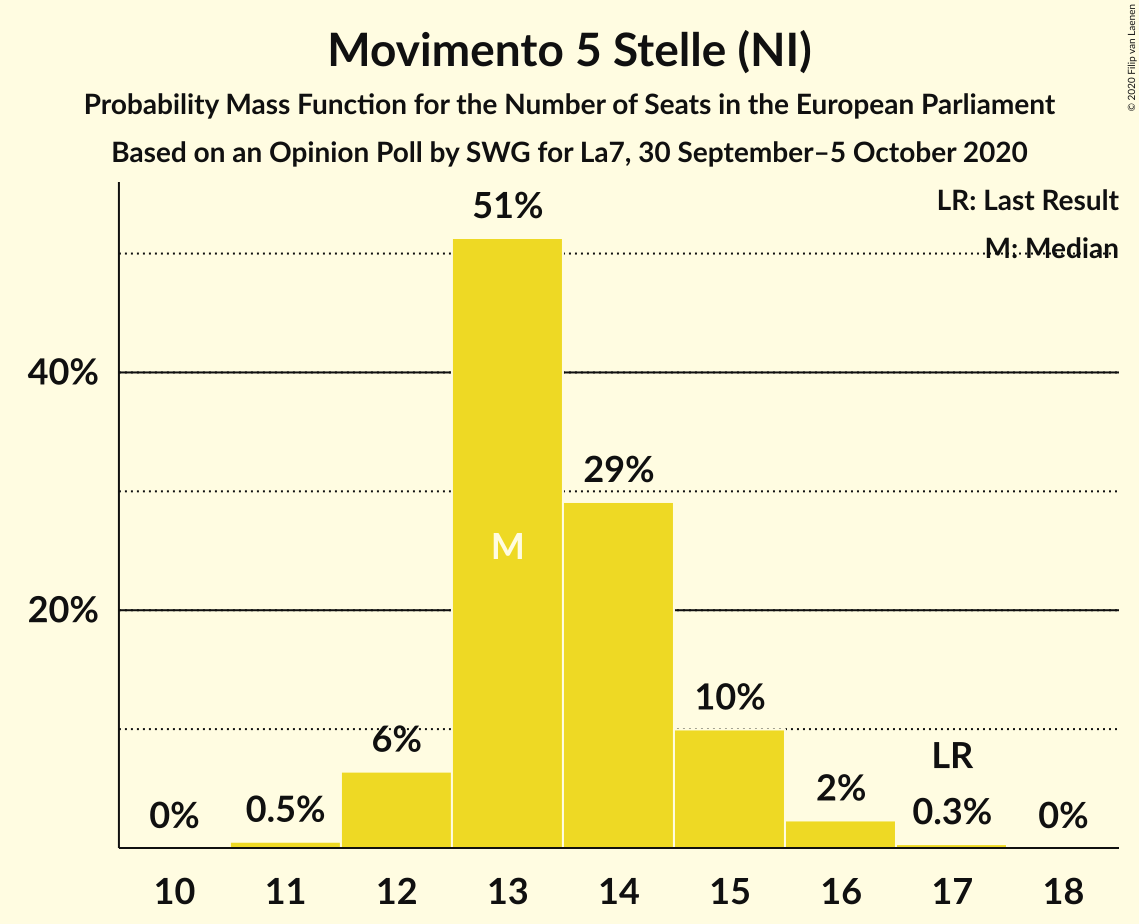 Movimento 5 Stelle (NI)
Probability Mass Function for the Number of Seats in the European Parliament
Based on an Opinion Poll by SWG for La7, 30 September–5 October 2020
© 2020 Filip van Laenen
LR: Last Result
M: Median
51%
40%
29%
M
20%
10%
6%
LR
2%
0.3%
0.5%
0%
0%
10 11 12 13 14 15 16 17 18